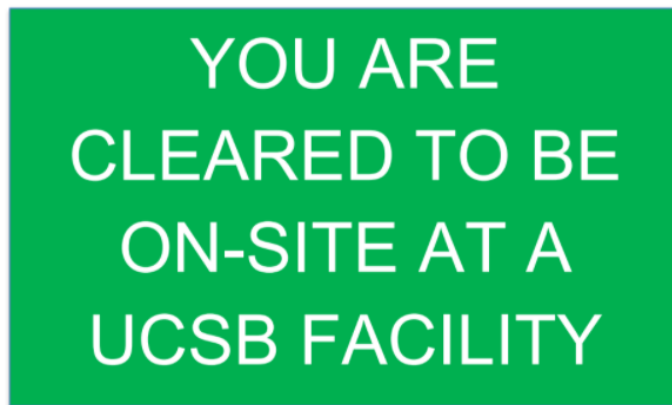 YOU ARE
CLEARED TO BE
ON-SITE AT A
UCSB FACILITY